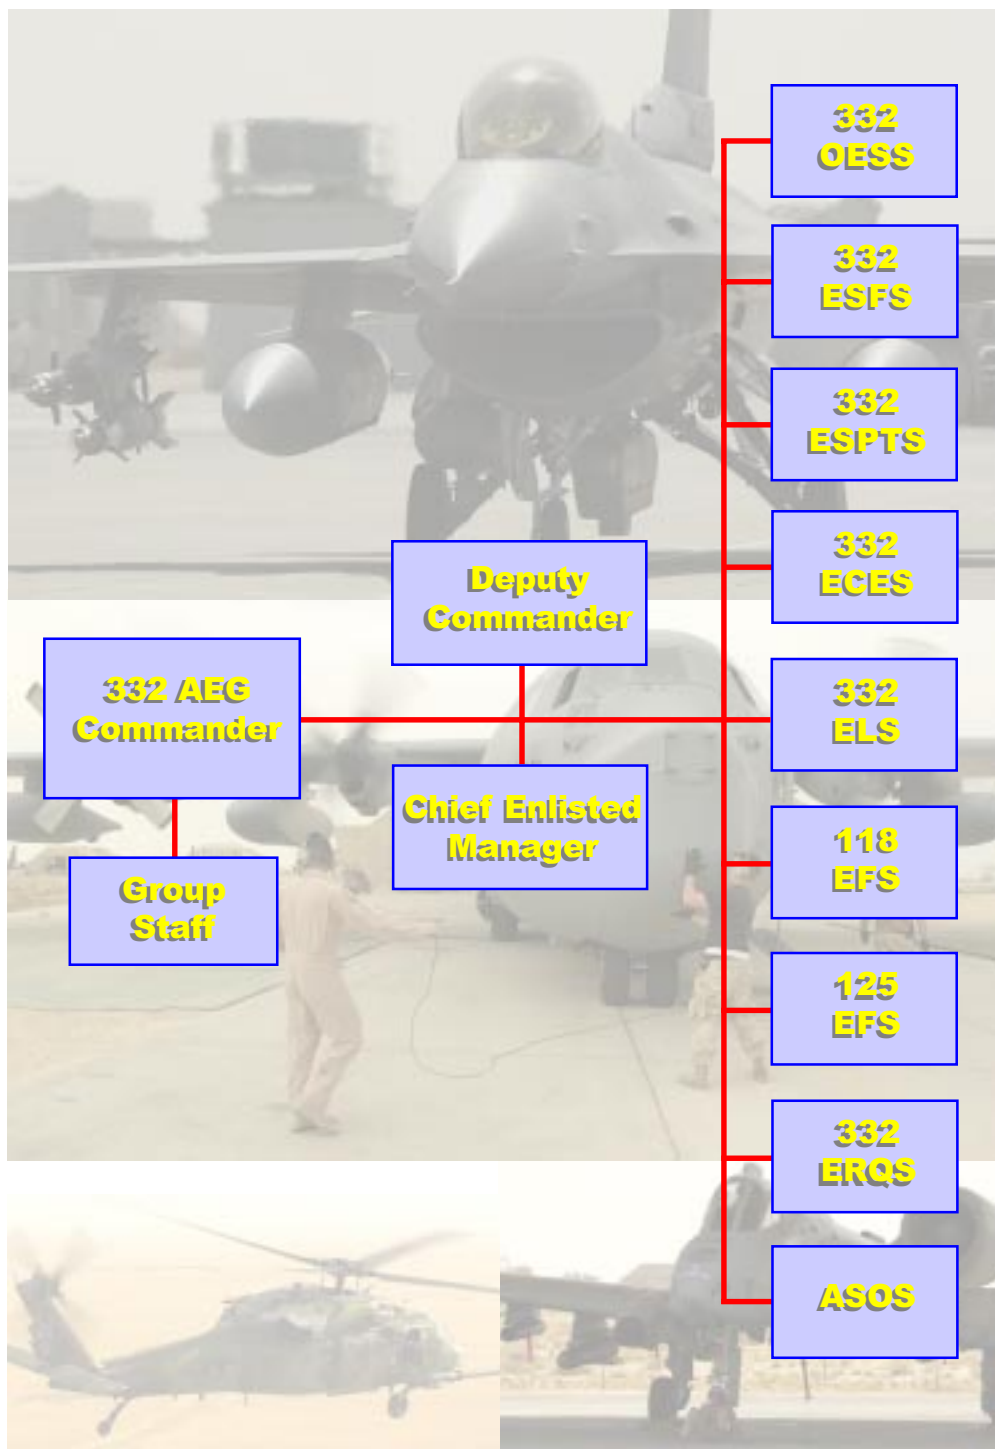 332
OESS
332
ESFS
332
ESPTS
332
ECES
Deputy
Commander
332 AEG
Commander
332
ELS
Chief Enlisted
Manager
118
EFS
Group
Staff
125
EFS
332
ERQS
ASOS